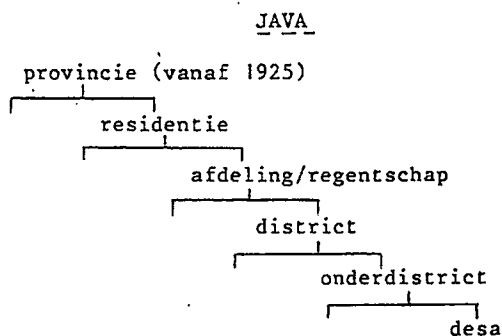 JAVA
provincie (vanaf 1925)
residentie
afdeling/regentschap
district
onderdistrict
desa